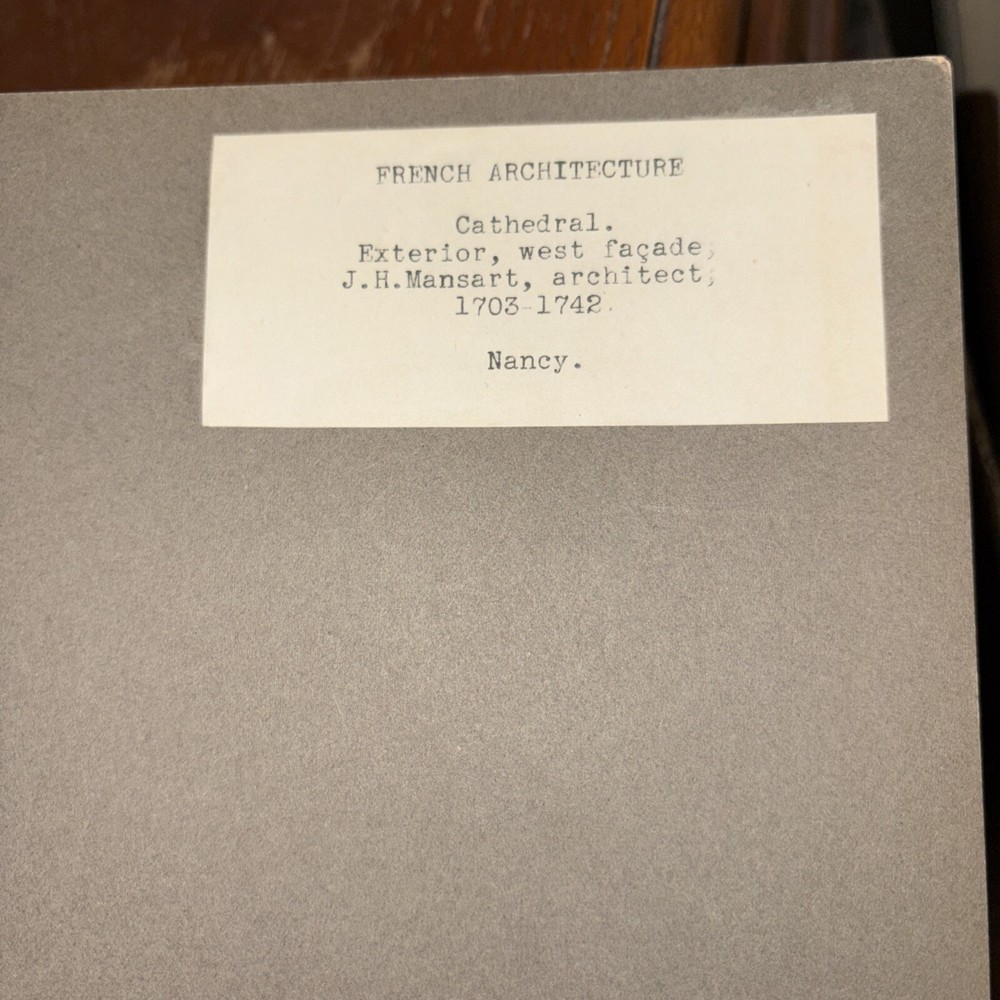 FRENCH ARCHITECTURE
Cathedral.
Exterior, west façade,
J.H.Mansart, architect,
1703-1742.
Nancy.